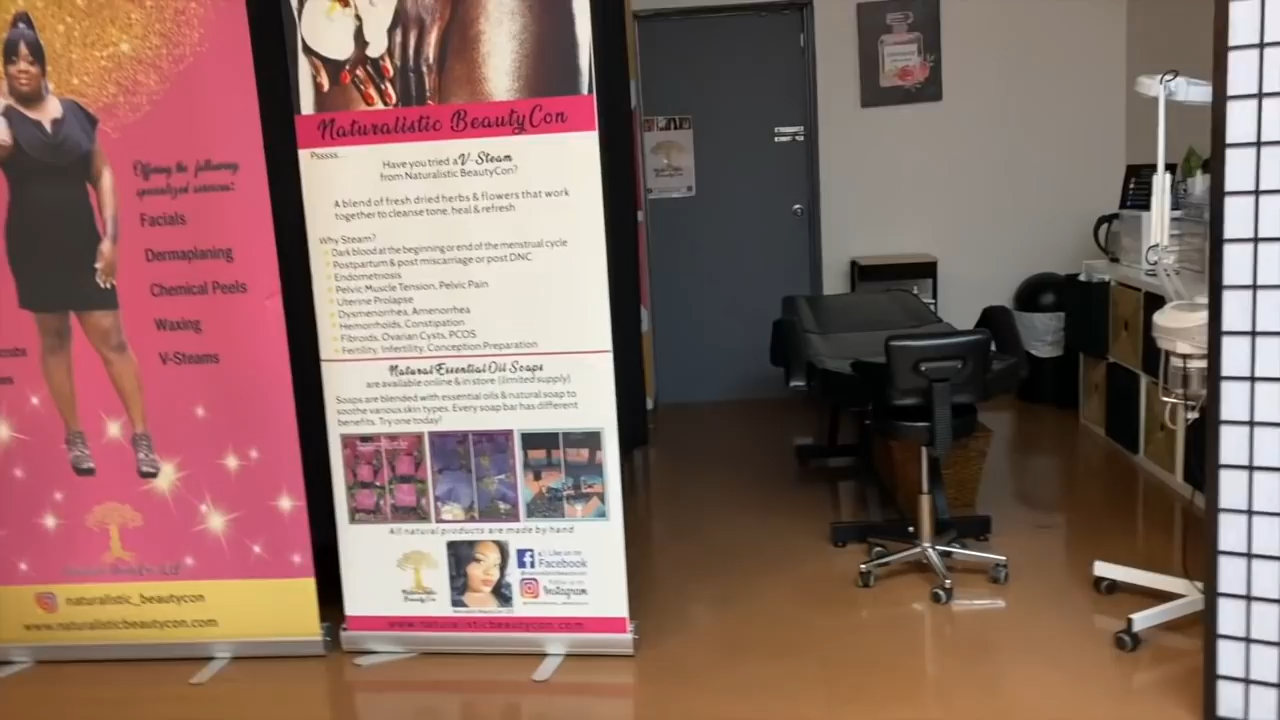 Offering the following
specialized services:
Facials
Dermaplaning
Chemical Peels
Waxing
V-Steams
naturalistic_beautycon
www.naturalisticbeautycon.com
Naturalistic BeautyCon
Psssss...
Have you tried a V-Steam
from Naturalistic BeautyCon?
A blend of fresh dried herbs & flowers that work
together to cleanse tone, heal & refresh
Why Steam?
Dark blood at the beginning or end of the menstrual cycle
Postpartum & post miscarriage or post DNC
Endometriosis
Pelvic Muscle Tension, Pelvic Pain
Uterine Prolapse
Dysmenorrhea, Amenorrhea
Hemorrhoids, Constipation
Fibroids, Ovarian Cysts, PCOS
Fertility, Infertility, Conception Preparation
Natural Essential Oil Soaps
are available online & in store (limited supply)
Soaps are blended with essential oils & natural soap to
soothe various skin types. Every soap bar has different
benefits. Try one today!
All natural products are made by hand
Naturalistic
BeautyCon
Like us on
Facebook
Follow us on
Instagram
www.naturalisticbeautycon.com